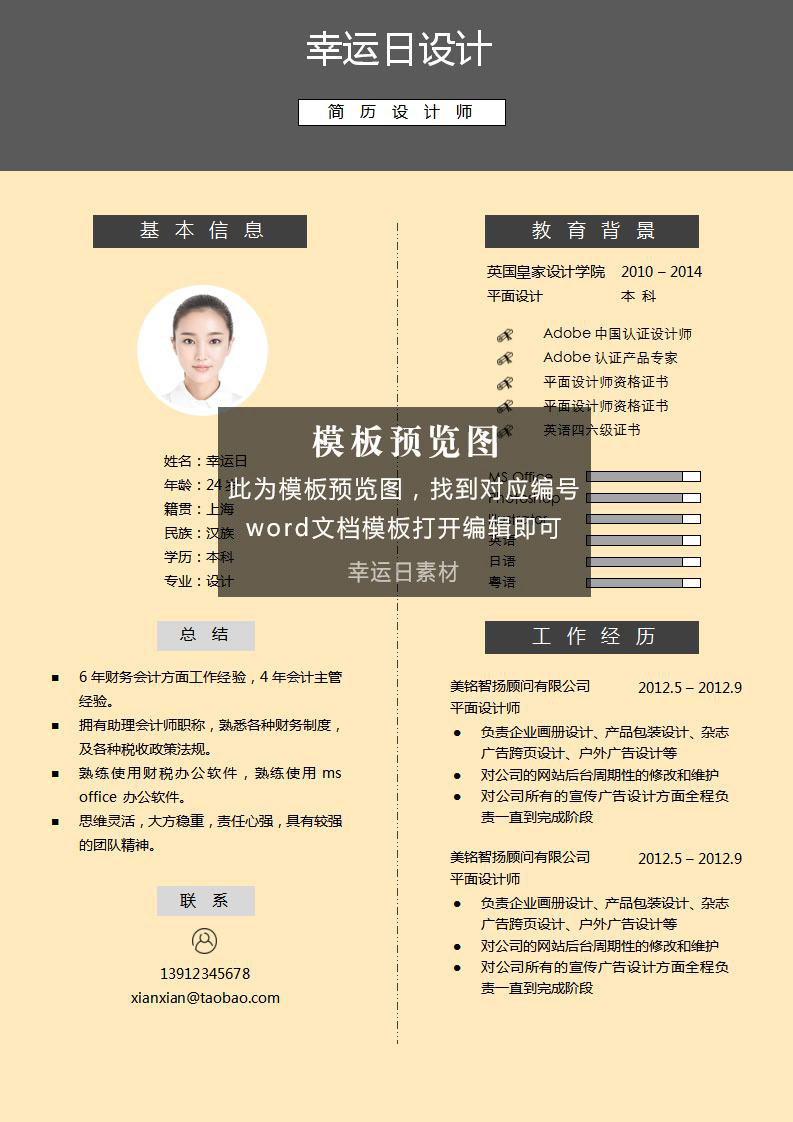 幸运日设计
简 历 设 计 师
基 本 信 息
姓名：幸运日
年龄：24
籍贯：上海
民族：汉族
学历：本科
专业：设计
总 结
■ 6 年财务会计方面工作经验，4 年会计主管
经验。
■ 拥有助理会计师职称，熟悉各种财务制度，
及各种税收政策法规。
■ 熟练使用财税办公软件，熟练使用 ms
office 办公软件。
■ 思维灵活，大方稳重，责任心强，具有较强
的团队精神。
联 系
13912345678
xianxian@taobao.com
教 育 背 景
英国皇家设计学院 2010 – 2014
平面设计 本 科
Adobe 中国认证设计师
Adobe 认证产品专家
平面设计师资格证书
平面设计师资格证书
英语四六级证书
MS Office
Photoshop
英语
日语
粤语
工 作 经 历
美铭智扬顾问有限公司 2012.5 – 2012.9
平面设计师
● 负责企业画册设计、产品包装设计、杂志
广告跨页设计、户外广告设计等
● 对公司的网站后台周期性的修改和维护
● 对公司所有的宣传广告设计方面全程负
责一直到完成阶段
美铭智扬顾问有限公司 2012.5 – 2012.9
平面设计师
● 负责企业画册设计、产品包装设计、杂志
广告跨页设计、户外广告设计等
● 对公司的网站后台周期性的修改和维护
● 对公司所有的宣传广告设计方面全程负
责一直到完成阶段
模板预览图
此为模板预览图，找到对应编号
word文档模板打开编辑即可
幸运日素材